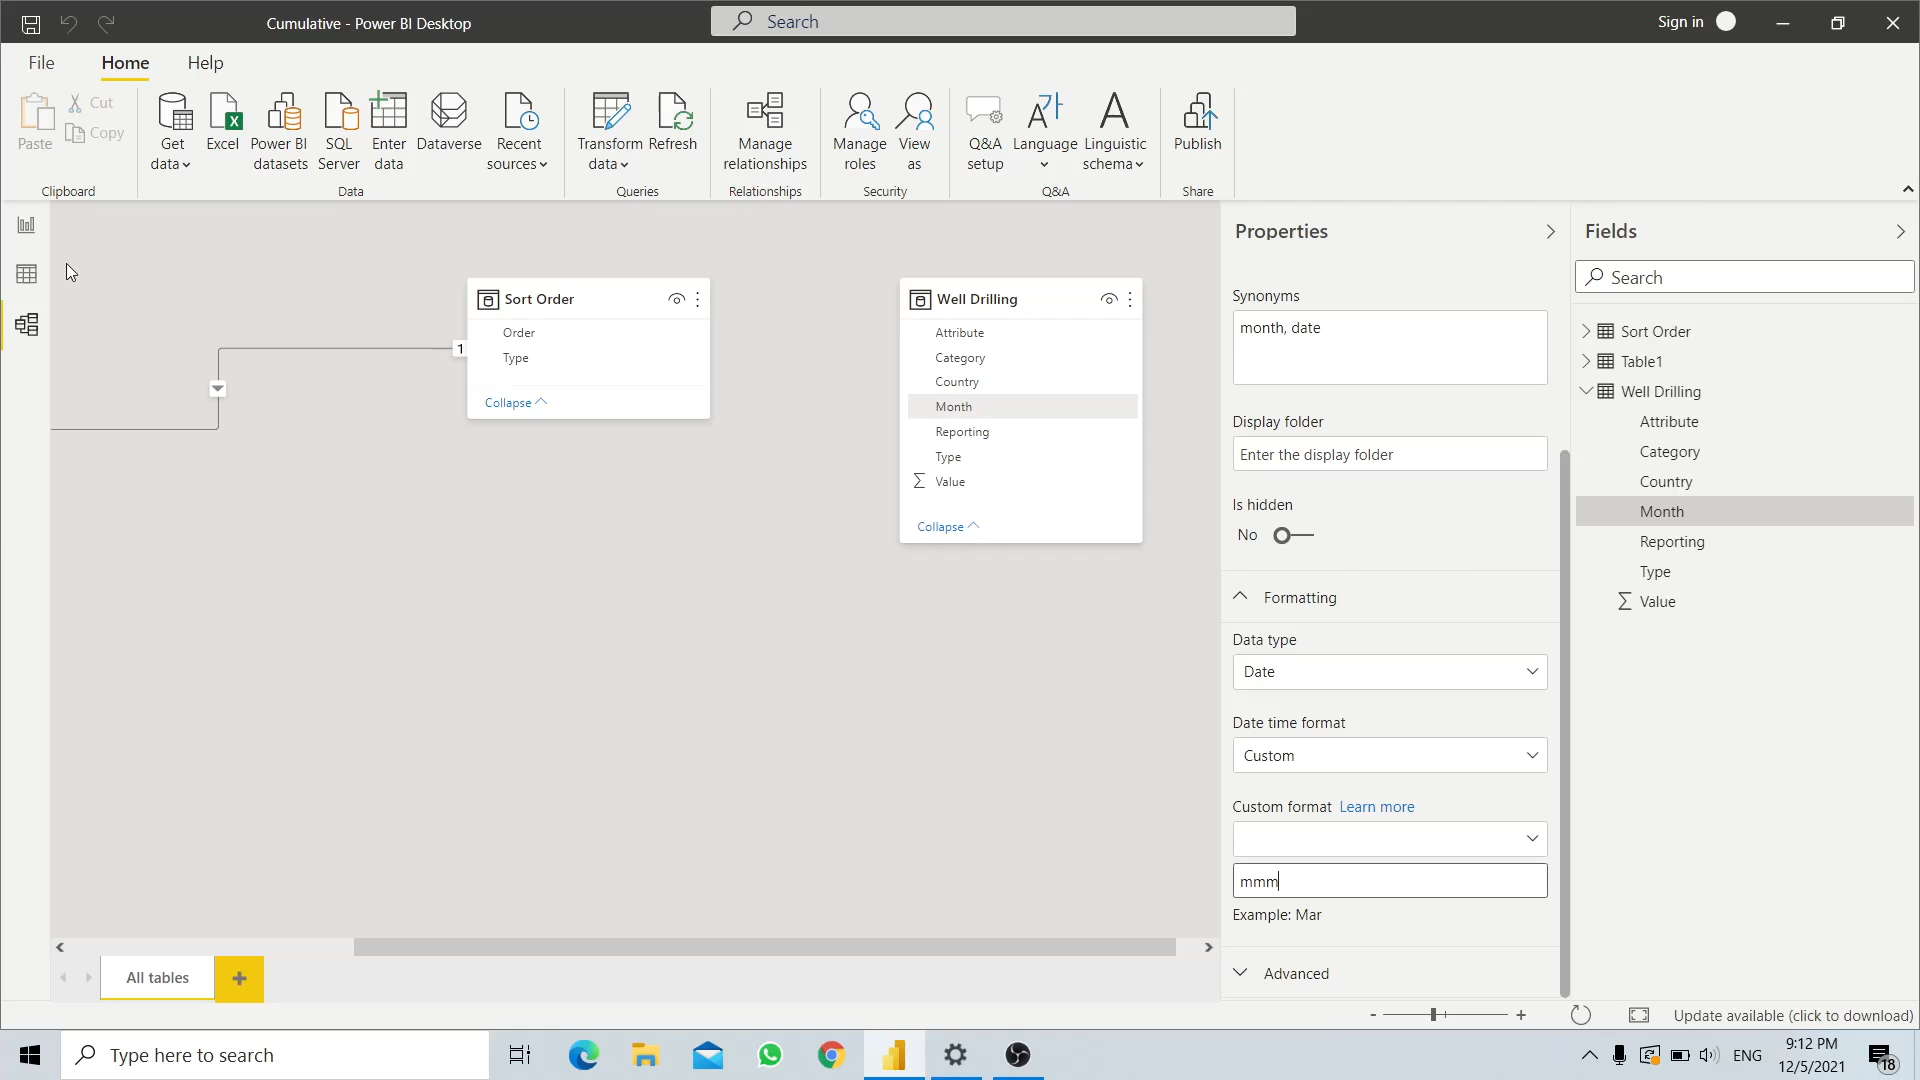 Cumulative - Power BI Desktop
Search
Sign in
File
Home
Help
Paste
Cut
Copy
Clipboard
Get data
Excel
Power BI datasets
SQL Server
Enter data
Dataverse
Recent sources
Data
Transform data
Refresh
Queries
Manage relationships
Relationships
Manage roles
View as
Security
Q&A setup
Language
Linguistic schema
Q&A
Publish
Share
1
Sort Order
Order
Type
Collapse
Well Drilling
Attribute
Category
Country
Month
Reporting
Type
Value
Collapse
Properties
Synonyms
month, date
Display folder
Enter the display folder
Is hidden
No
Formatting
Data type
Date
Date time format
Custom
Custom format Learn more
mmm
Example: Mar
Advanced
Fields
Search
Sort Order
Table1
Well Drilling
Attribute
Category
Country
Month
Reporting
Type
Value
All tables
Update available (click to download)
Type here to search
ENG
9:12 PM
12/5/2021
18